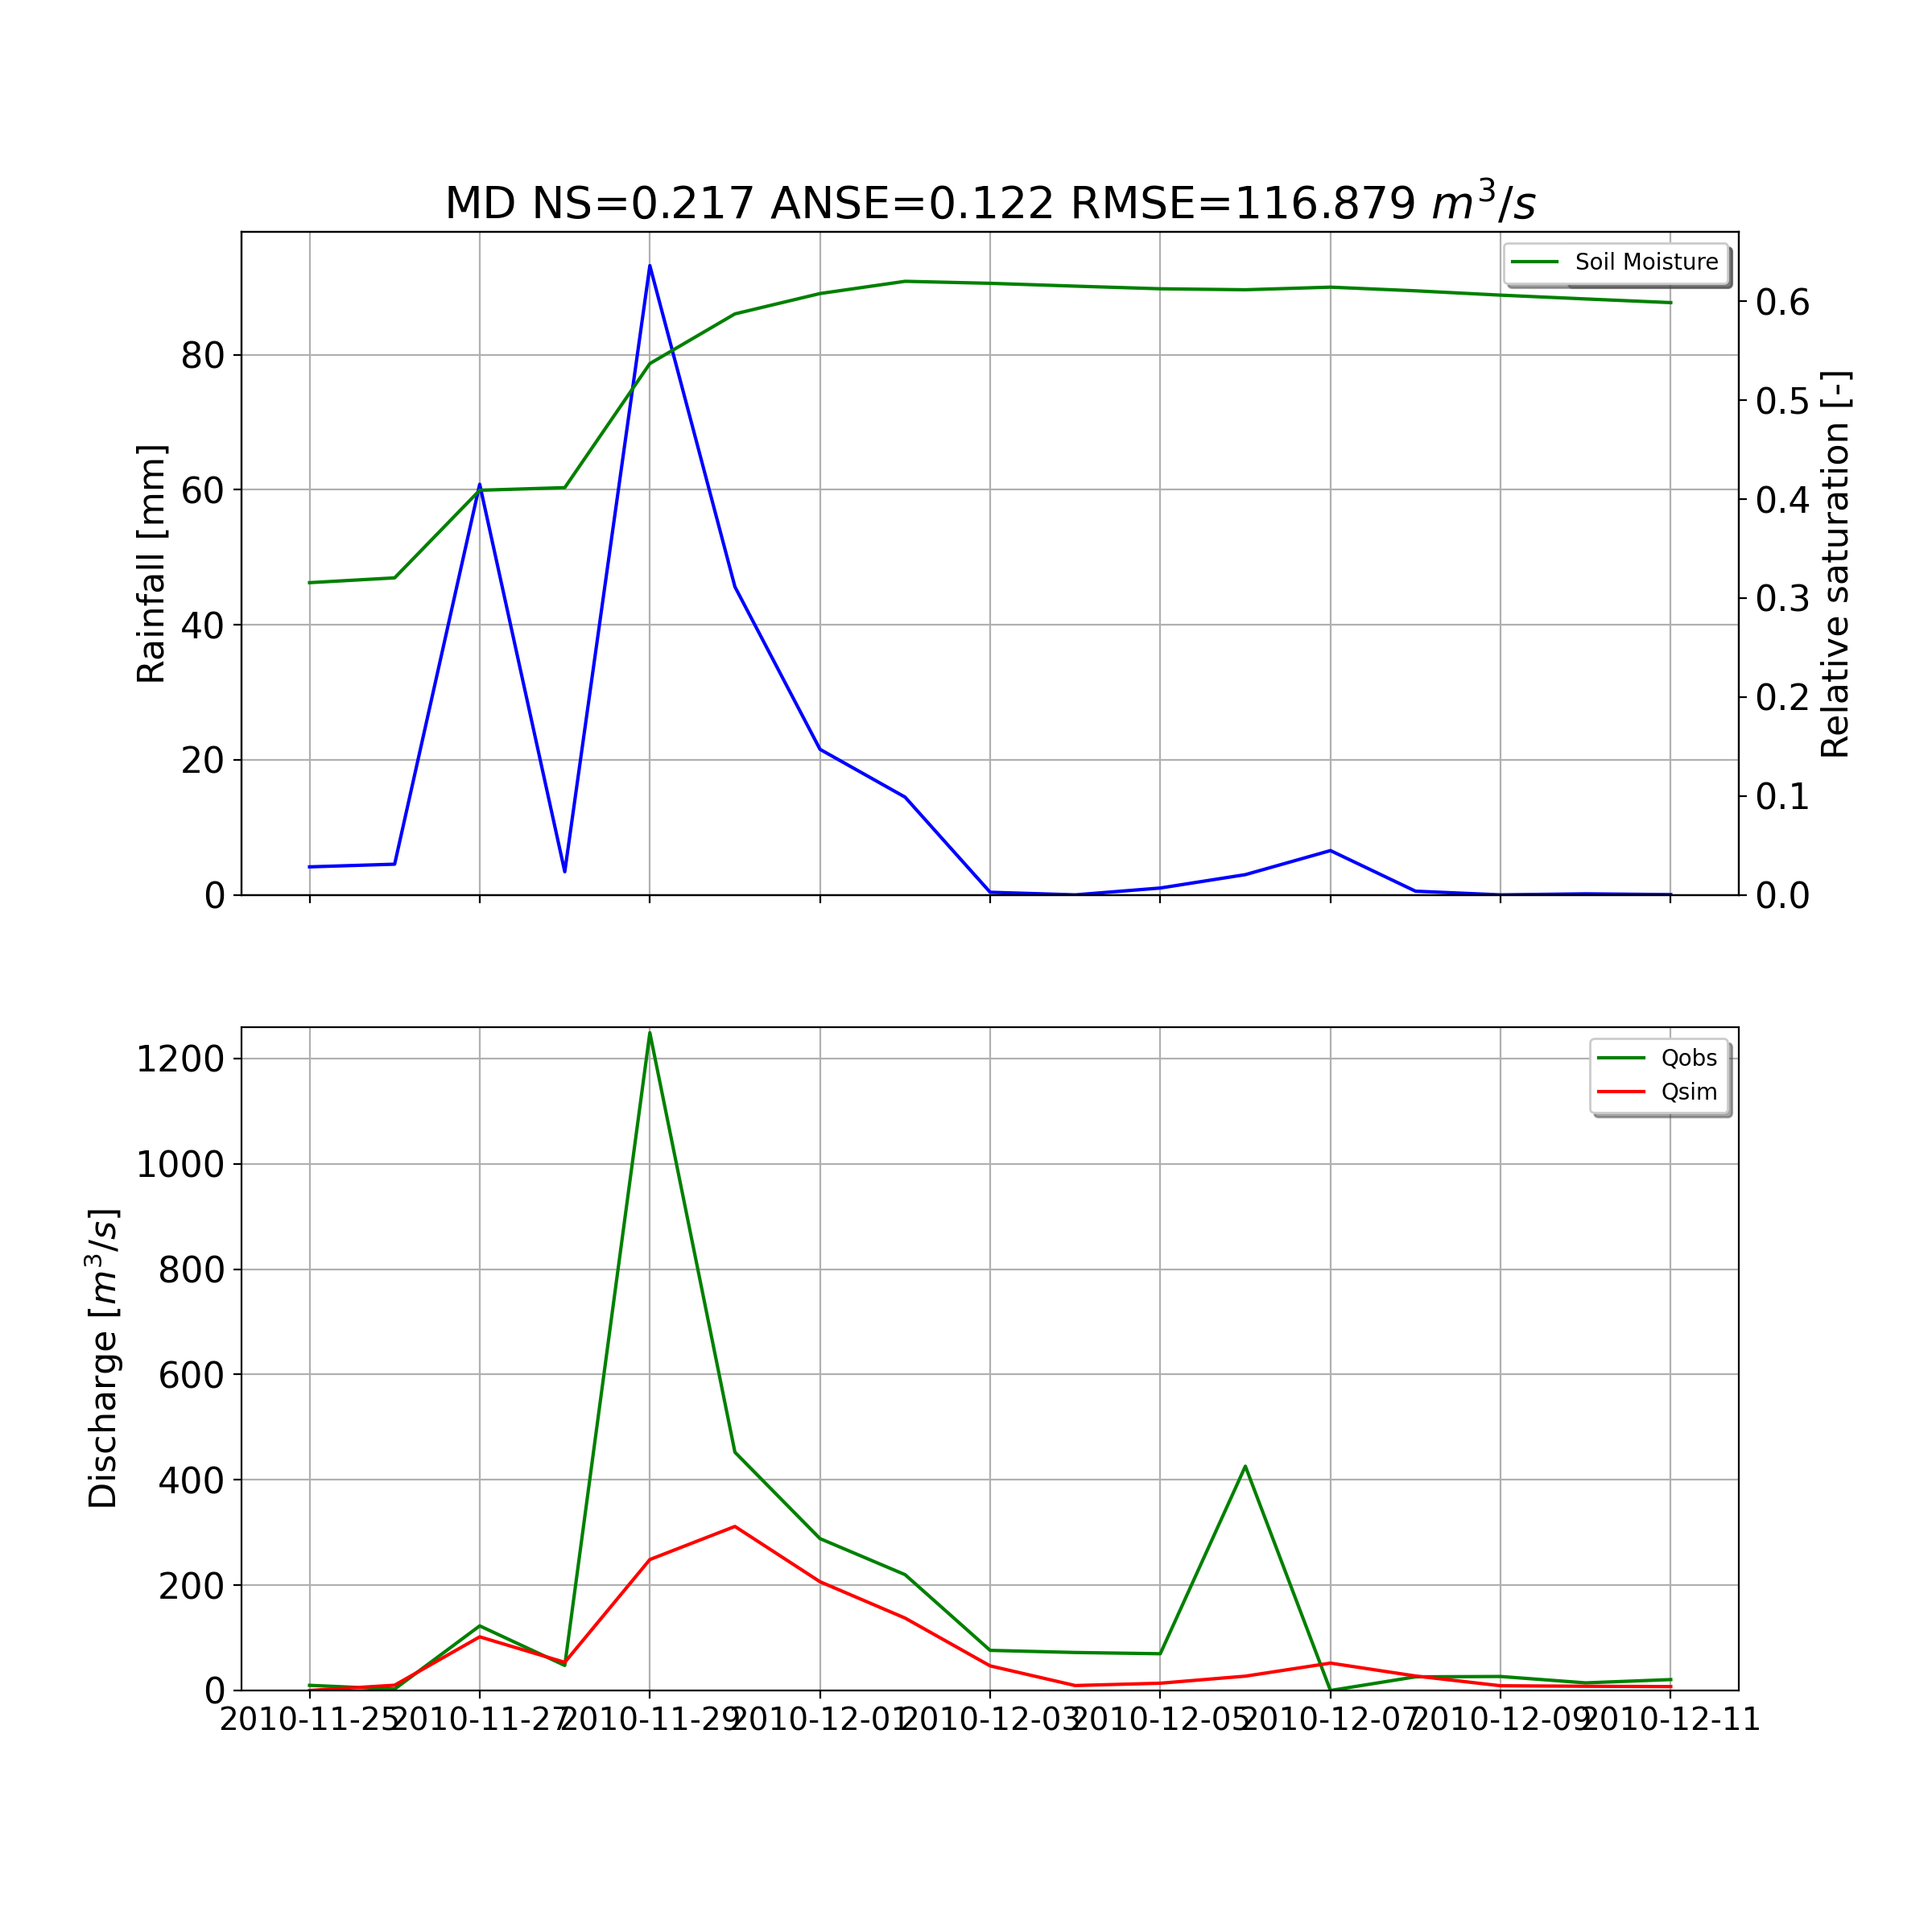 MD NS=0.217 ANSE=0.122 RMSE=116.879 m³/s
Soil Moisture
80
60
40
20
0
Rainfall [mm]
0.6
0.5
0.4
0.3
0.2
0.1
0.0
Relative saturation [-]
Qobs
Qsim
1200
1000
800
600
400
200
0
Discharge [m³/s]
2010-11-25 2010-11-27 2010-11-29 2010-12-01 2010-12-03 2010-12-05 2010-12-07 2010-12-09 2010-12-11